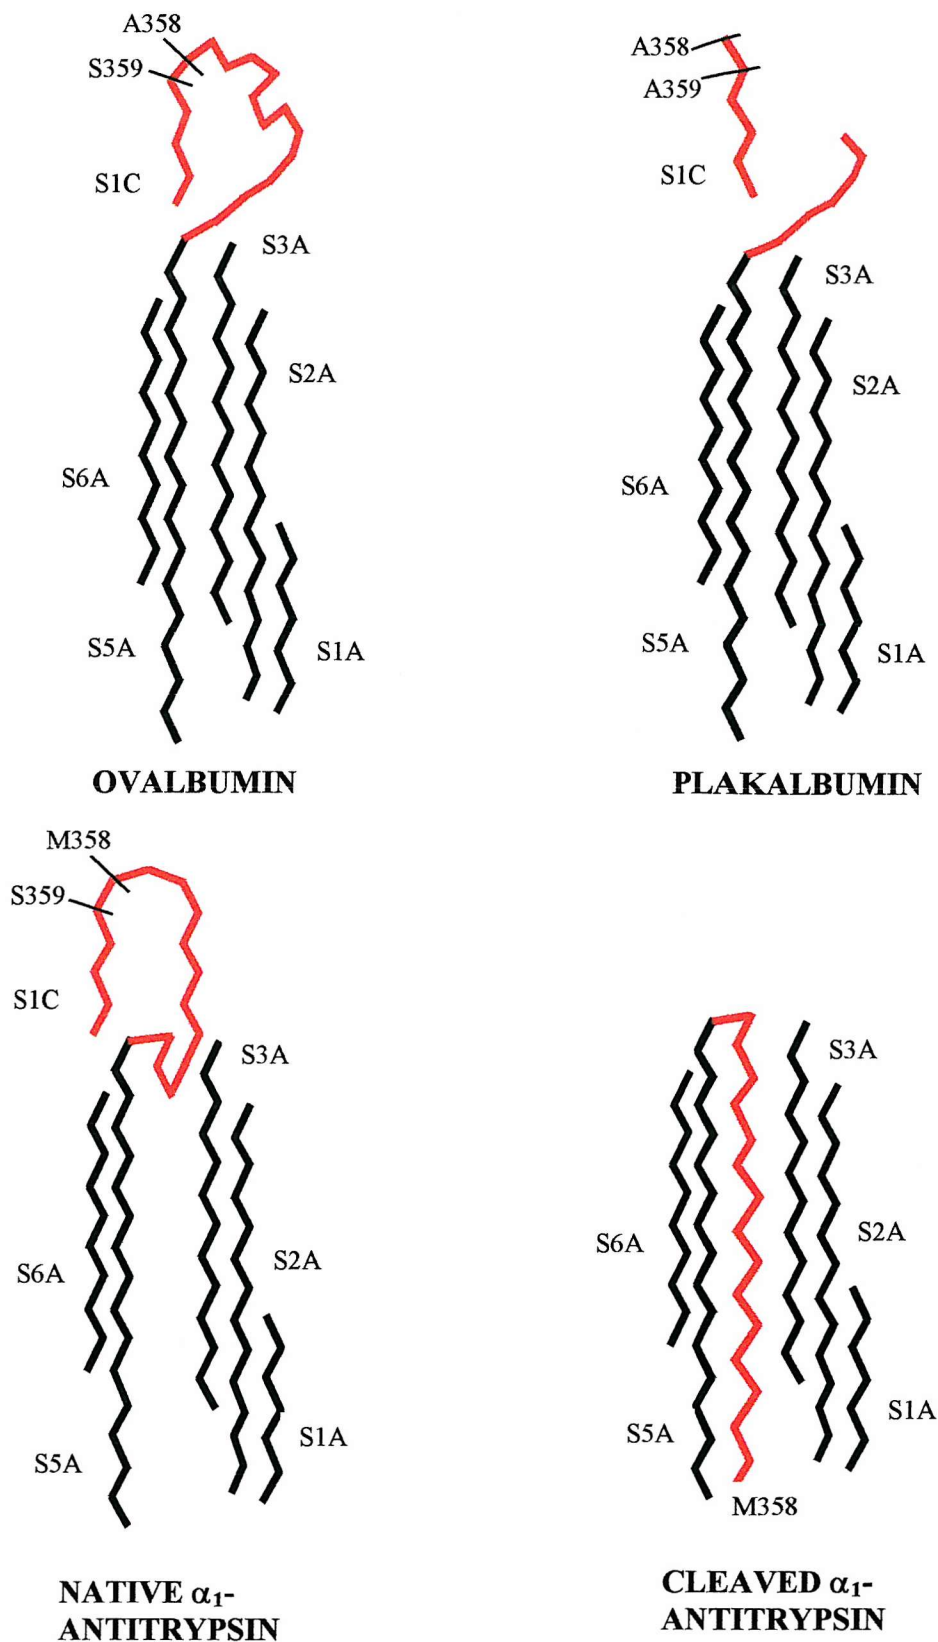 A358
S359
S1C
S3A
S2A
S6A
S5A
S1A
OVALBUMIN
A358
A359
S1C
S3A
S2A
S6A
S5A
S1A
PLAKALBUMIN
M358
S359
S1C
S3A
S2A
S6A
S5A
S1A
NATIVE α₁-
ANTITRYPSIN
S3A
S2A
S6A
S5A
S1A
M358
CLEAVED α₁-
ANTITRYPSIN